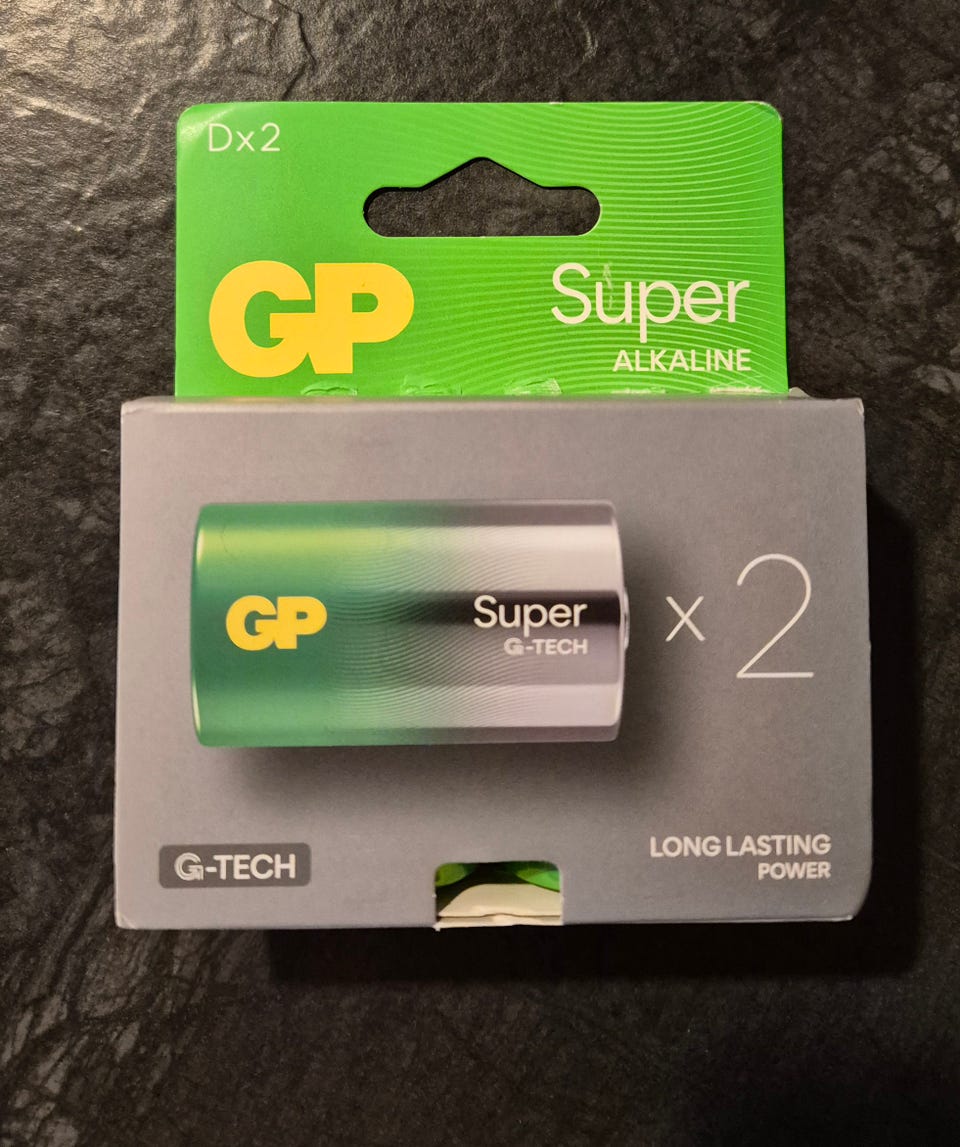 Dx2
GP
Super
ALKALINE
GP
Super
G-TECH
x 2
G-TECH
LONG LASTING
POWER